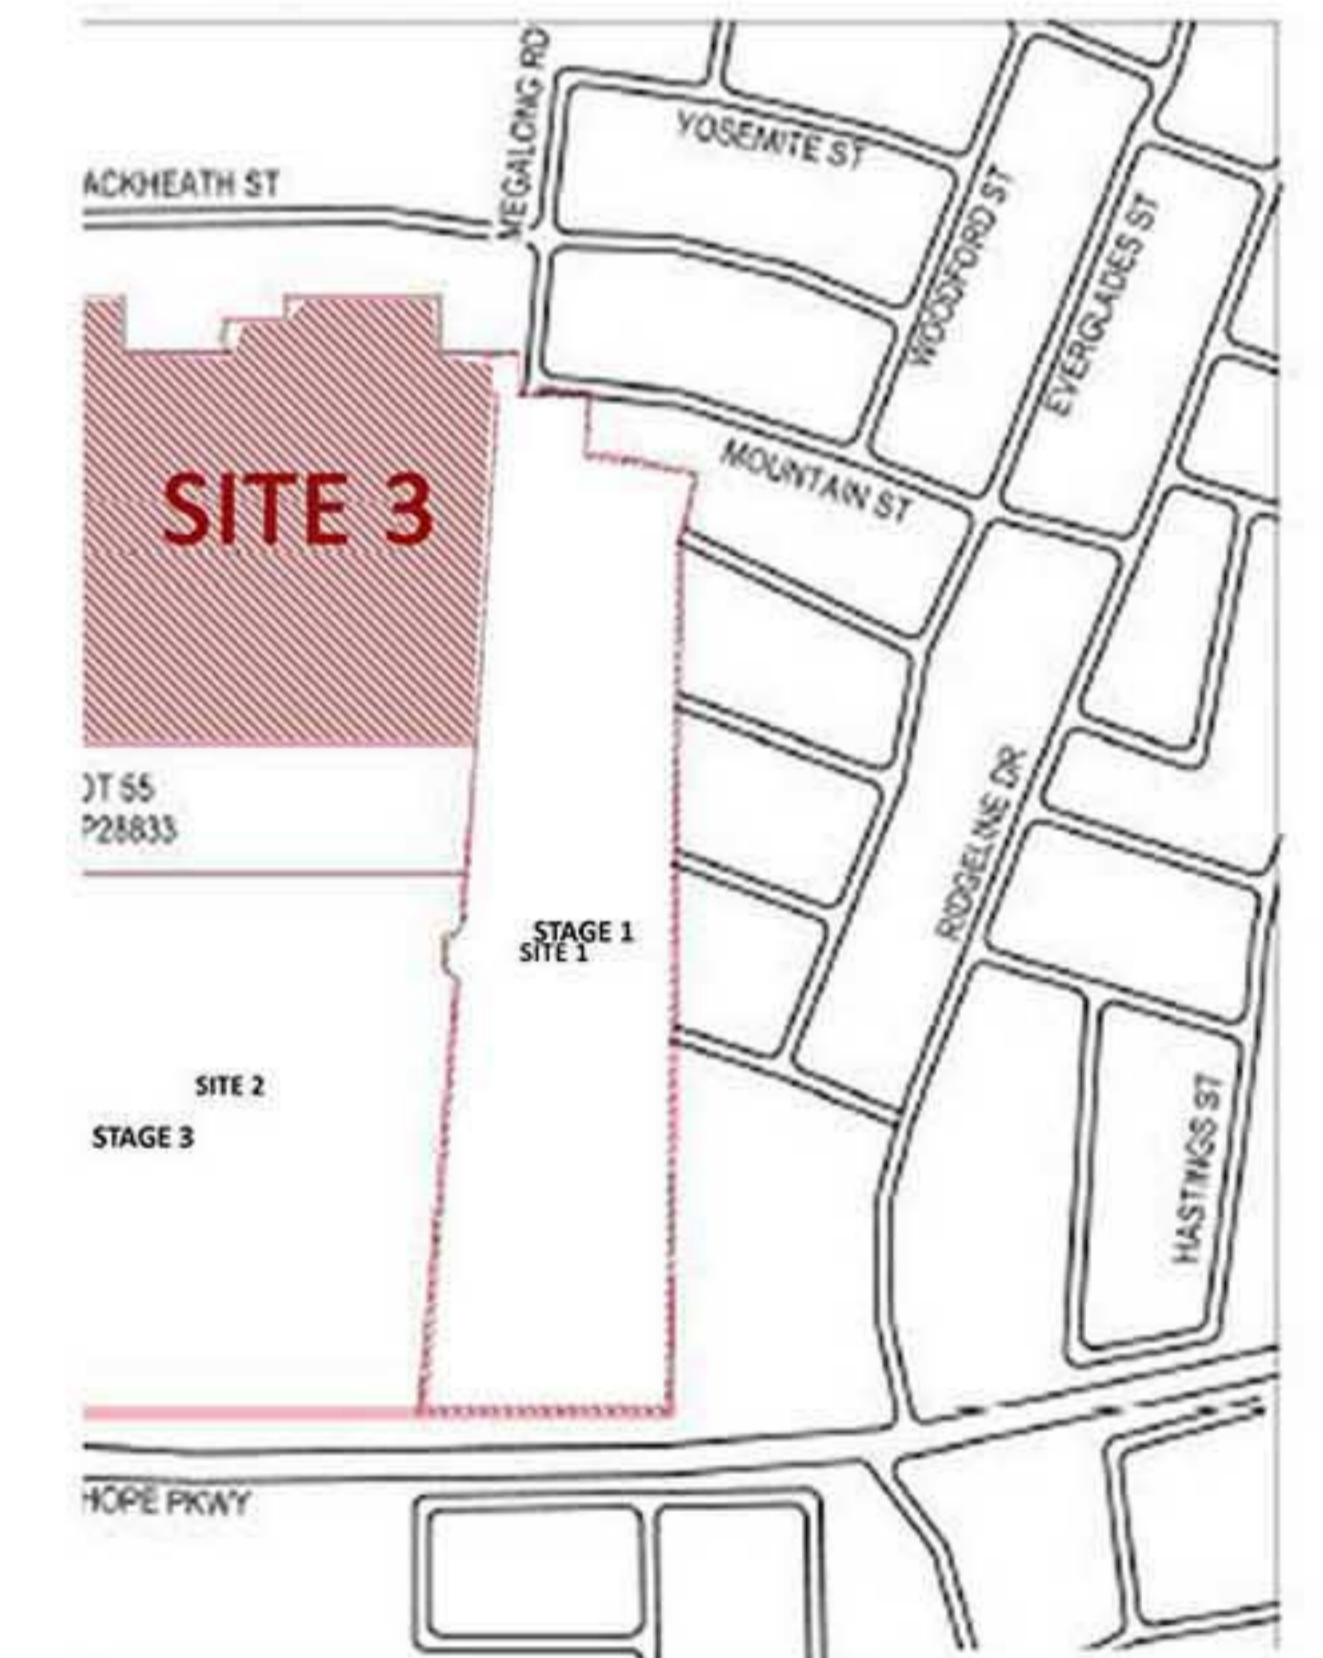 MEGALONG RD
YOSEMITE ST
ACKHEATH ST
WOODFORD ST
EVERGLADES ST
MOUNTAIN ST
SITE 3
OT 55
P28833
RIDGELINE DR
STAGE 1
SITE 1
SITE 2
STAGE 3
HASTINGS ST
HOPE PKWY